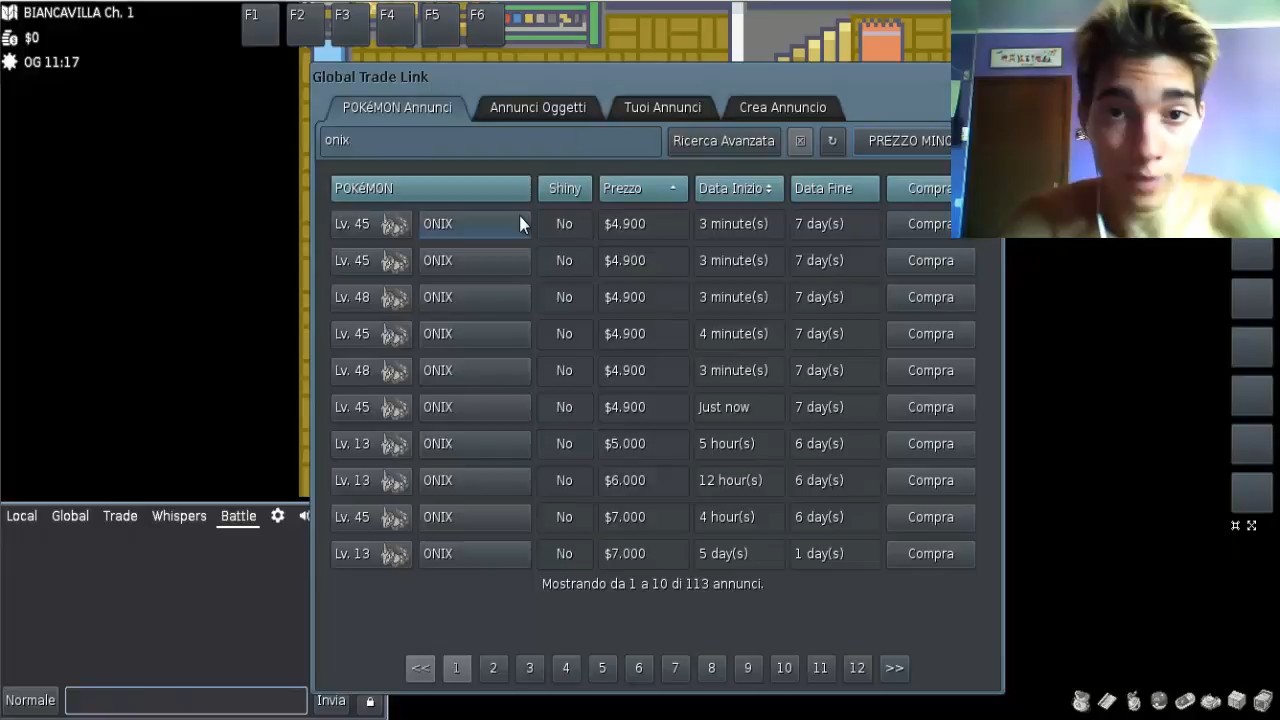 BIANCAVILLA Ch. 1
$0
OG 11:17
F1 F2 F3 F4 F5 F6
Global Trade Link
POKéMON Annunci Annunci Oggetti Tuoi Annunci Crea Annuncio
onix Ricerca Avanzata PREZZO MINO
POKéMON Shiny Prezzo Data Inizio Data Fine Compra
Lv. 45 ONIX No $4.900 3 minute(s) 7 day(s) Compra
Lv. 45 ONIX No $4.900 3 minute(s) 7 day(s) Compra
Lv. 48 ONIX No $4.900 3 minute(s) 7 day(s) Compra
Lv. 45 ONIX No $4.900 4 minute(s) 7 day(s) Compra
Lv. 48 ONIX No $4.900 3 minute(s) 7 day(s) Compra
Lv. 45 ONIX No $4.900 Just now 7 day(s) Compra
Lv. 13 ONIX No $5.000 5 hour(s) 6 day(s) Compra
Lv. 13 ONIX No $6.000 12 hour(s) 6 day(s) Compra
Lv. 45 ONIX No $7.000 4 hour(s) 6 day(s) Compra
Lv. 13 ONIX No $7.000 5 day(s) 1 day(s) Compra
Mostrando da 1 a 10 di 113 annunci.
<< 1 2 3 4 5 6 7 8 9 10 11 12 >>
Local Global Trade Whispers Battle
Normale Invia